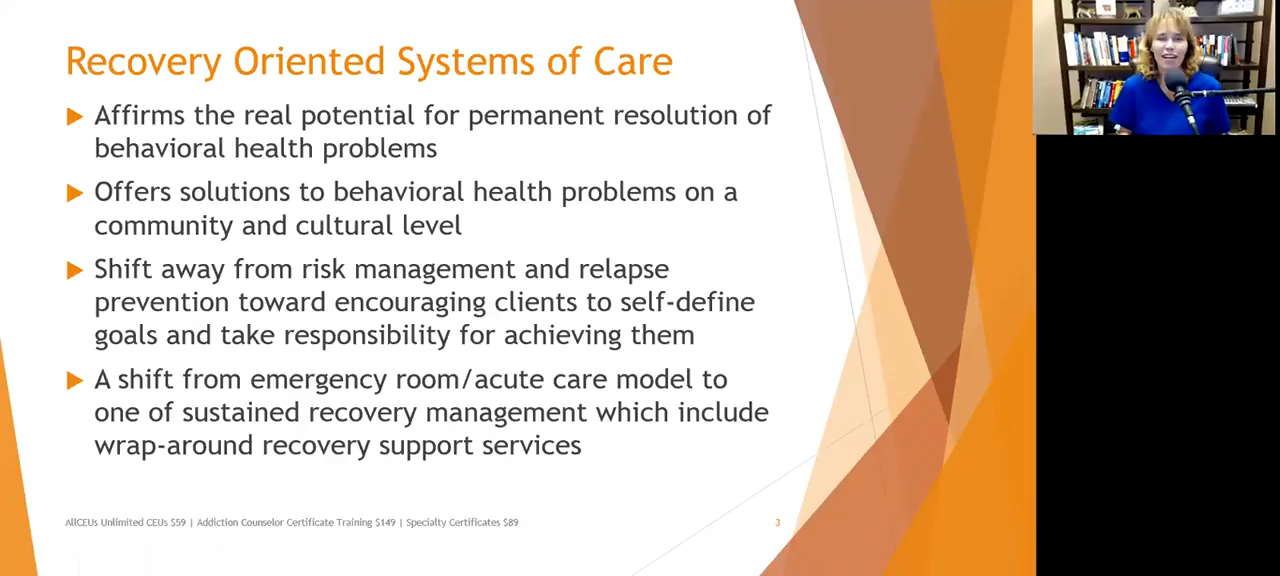 Recovery Oriented Systems of Care
Affirms the real potential for permanent resolution of
behavioral health problems
Offers solutions to behavioral health problems on a
community and cultural level
Shift away from risk management and relapse
prevention toward encouraging clients to self-define
goals and take responsibility for achieving them
A shift from emergency room/acute care model to
one of sustained recovery management which include
wrap-around recovery support services
AllCEUs Unlimited CEUs $59 | Addiction Counselor Certificate Training $149 | Specialty Certificates $89
3